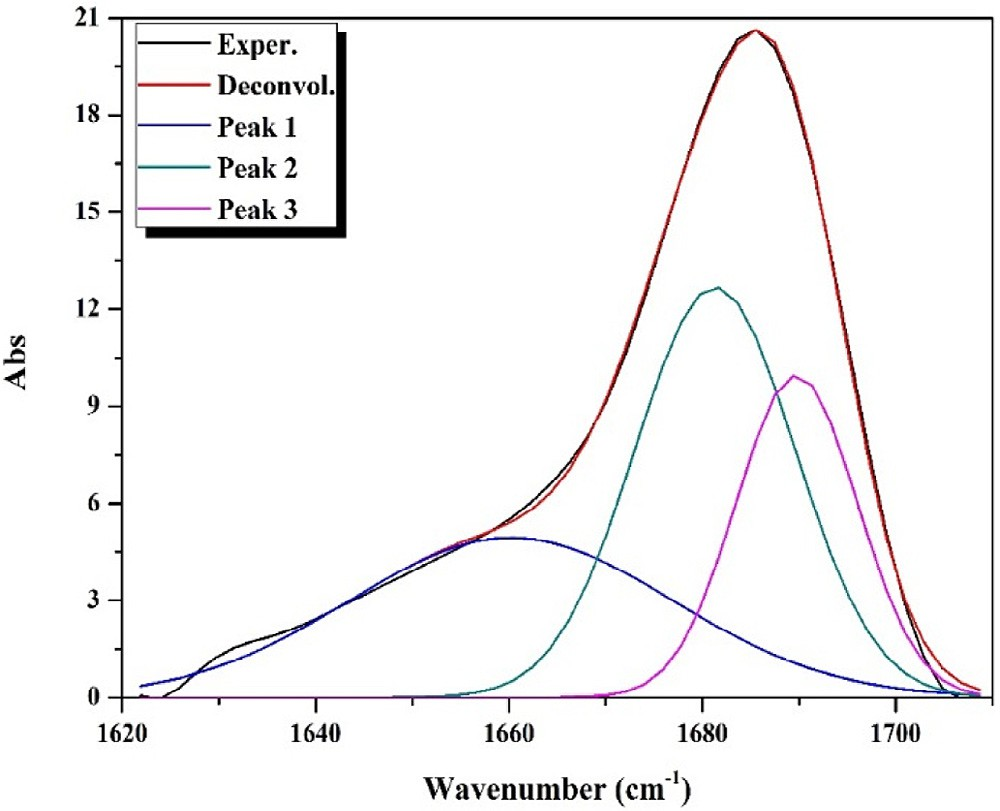 21
18
15
12
9
6
3
0
Exper.
Deconvol.
Peak 1
Peak 2
Peak 3
Abs
1620 1640 1660 1680 1700
Wavenumber (cm⁻¹)